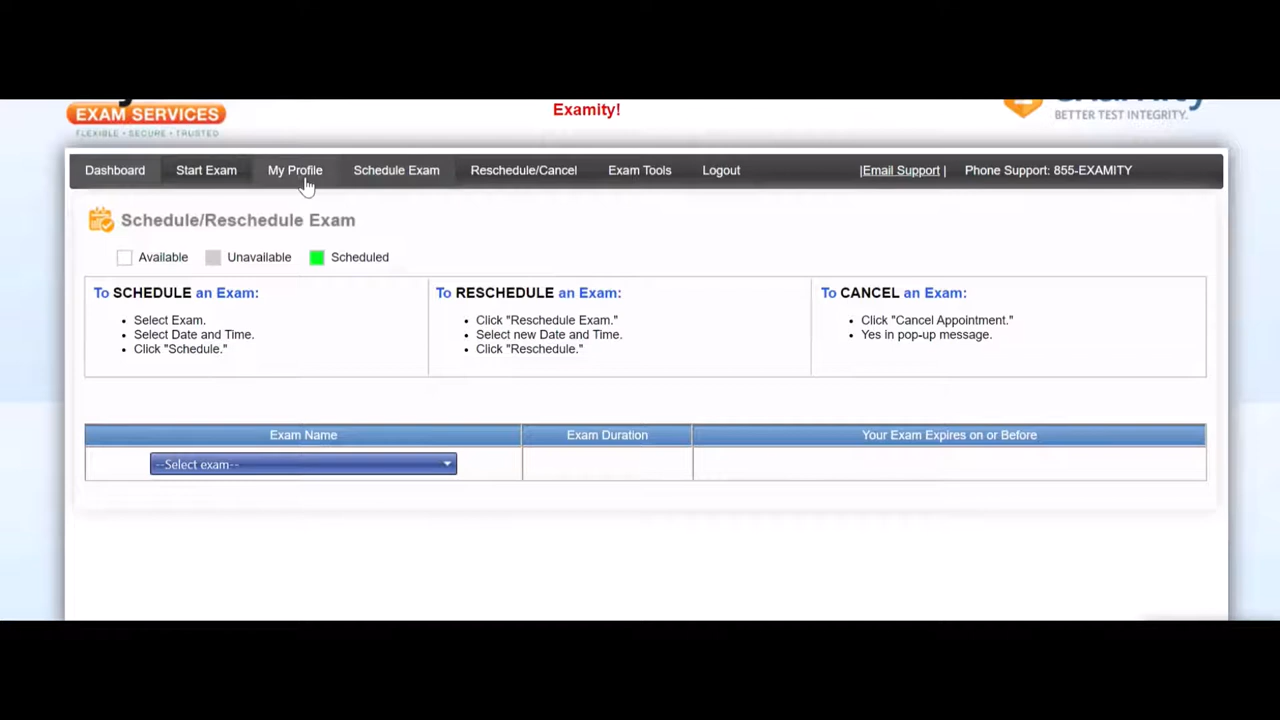 Examity!
EXAM SERVICES
FLEXIBLE • SECURE • TRUSTED
BETTER TEST INTEGRITY.
Dashboard Start Exam My Profile Schedule Exam Reschedule/Cancel Exam Tools Logout |Email Support | Phone Support: 855-EXAMITY
Schedule/Reschedule Exam
Available Unavailable Scheduled
To SCHEDULE an Exam:
• Select Exam.
• Select Date and Time.
• Click "Schedule."
To RESCHEDULE an Exam:
• Click "Reschedule Exam."
• Select new Date and Time.
• Click "Reschedule."
To CANCEL an Exam:
• Click "Cancel Appointment."
• Yes in pop-up message.
Exam Name Exam Duration Your Exam Expires on or Before
--Select exam--